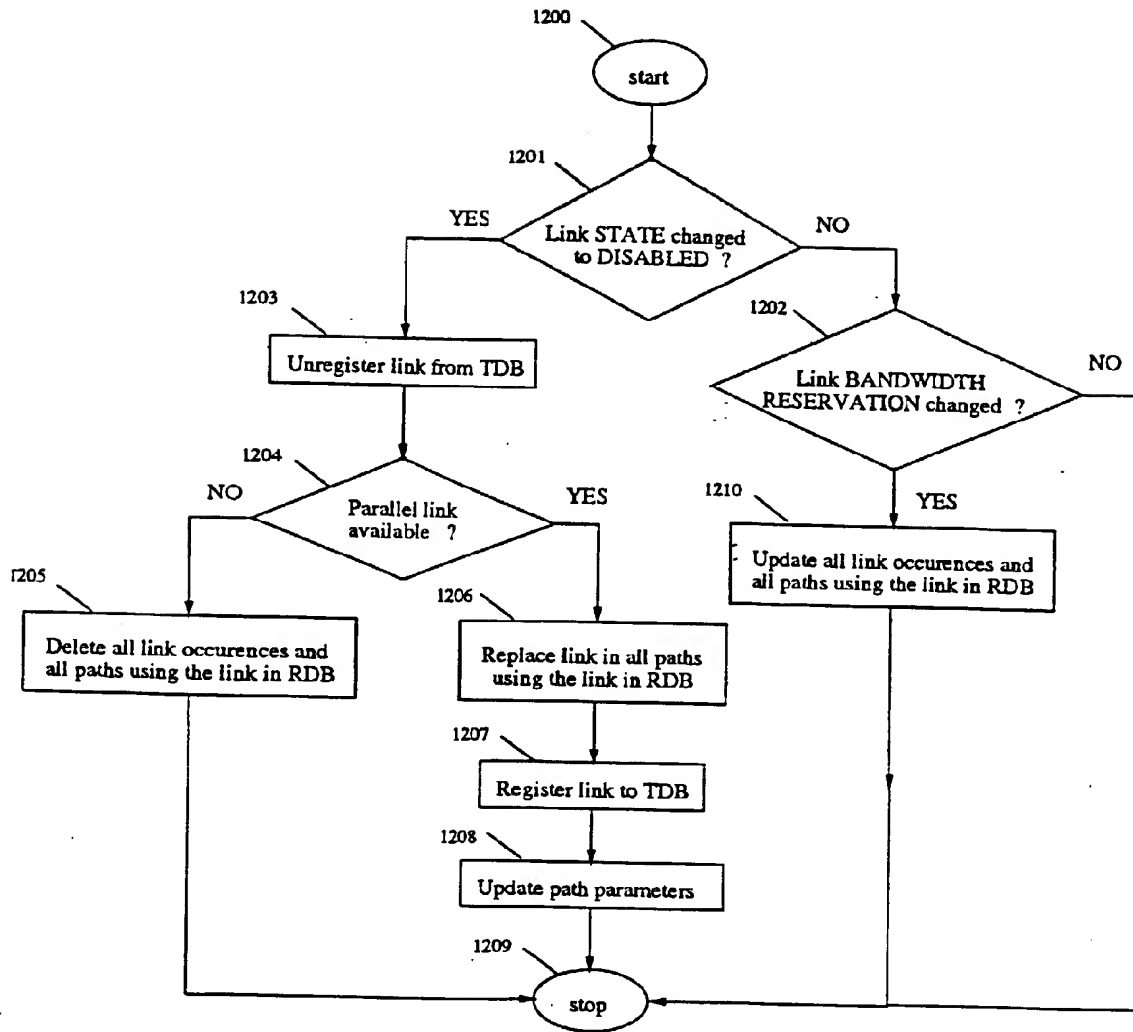 1200
start
1201
YES
NO
Link STATE changed
to DISABLED ?
1203
1202
Unregister link from TDB
Link BANDWIDTH
RESERVATION changed ?
NO
1204
NO
YES
Parallel link
available ?
1210
YES
1205
1206
Update all link occurences and
all paths using the link in RDB
Delete all link occurences and
all paths using the link in RDB
Replace link in all paths
using the link in RDB
1207
Register link to TDB
1208
Update path parameters
1209
stop